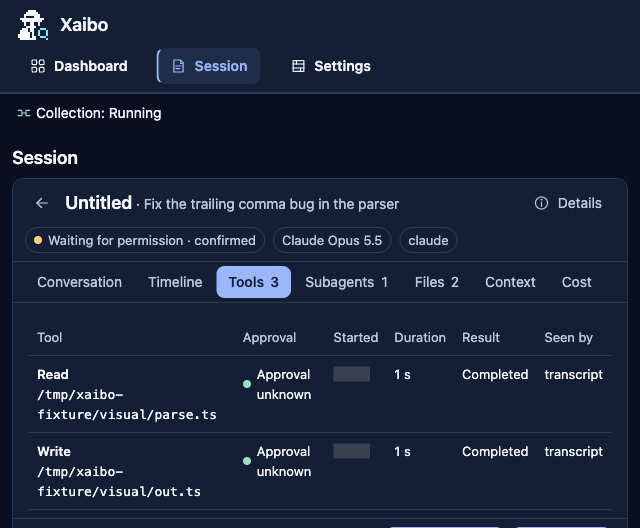 Xaibo
Dashboard Session Settings
Collection: Running
Session
Untitled · Fix the trailing comma bug in the parser Details
Waiting for permission · confirmed Claude Opus 5.5 claude
Conversation Timeline Tools 3 Subagents 1 Files 2 Context Cost
Tool Approval Started Duration Result Seen by
Read Approval unknown 1 s Completed transcript
/tmp/xaibo-
fixture/visual/parse.ts
Write Approval unknown 1 s Completed transcript
/tmp/xaibo-
fixture/visual/out.ts